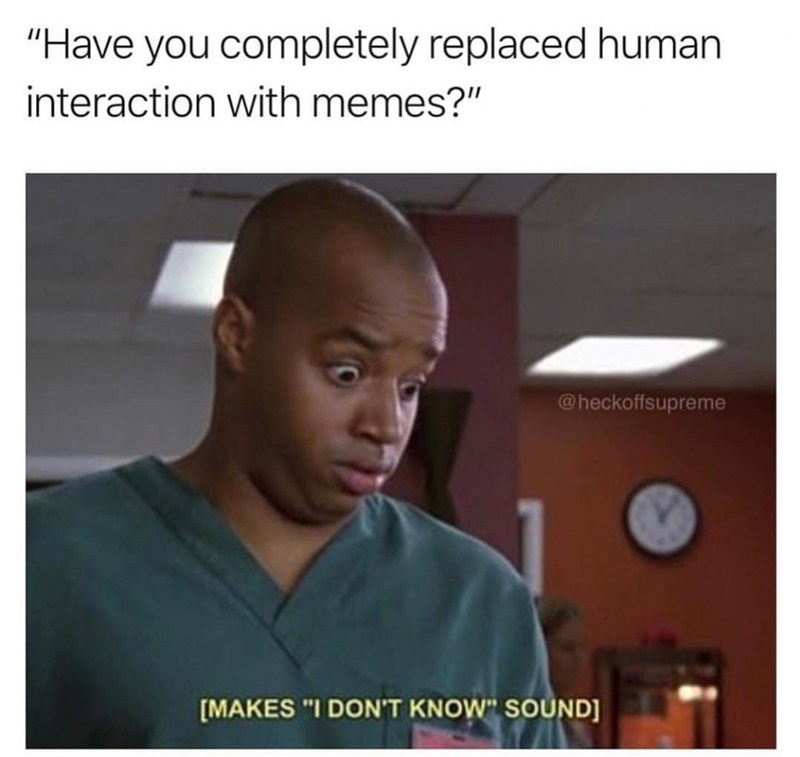 "Have you completely replaced human
interaction with memes?"
@heckoffsupreme
[MAKES "I DON'T KNOW" SOUND]